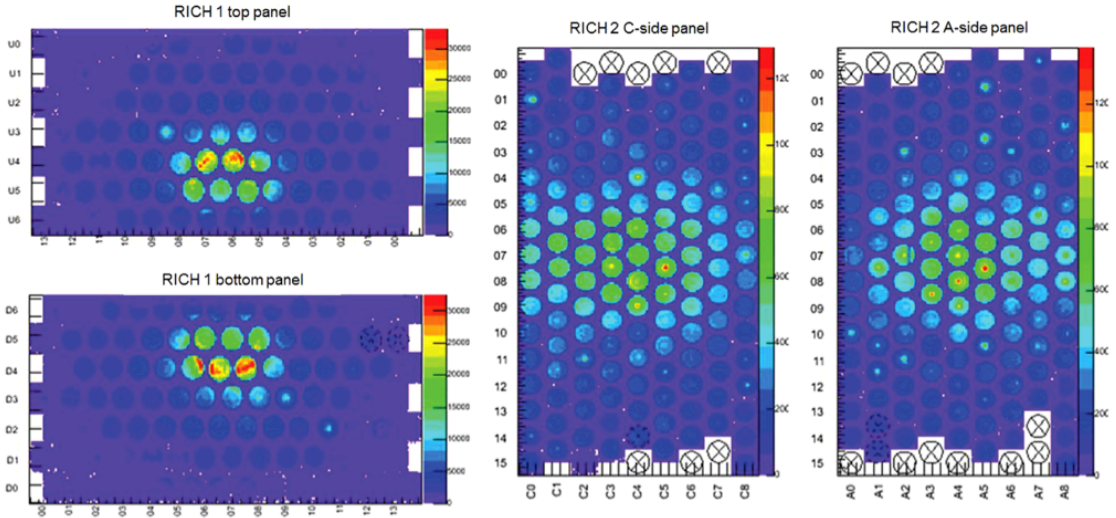 RICH 1 top panel
U0
U1
U2
U3
U4
U5
U6
30000
25000
20000
15000
10000
5000
0
13 12 11 10 09 08 07 06 05 04 03 02 01 00
RICH 1 bottom panel
D6
D5
D4
D3
D2
D1
D0
30000
25000
20000
15000
10000
5000
0
00 01 02 03 04 05 06 07 08 09 10 11 12 13
RICH 2 C-side panel
00
01
02
03
04
05
06
07
08
09
10
11
12
13
14
15
C0 C1 C2 C3 C4 C5 C6 C7 C8
RICH 2 A-side panel
00
01
02
03
04
05
06
07
08
09
10
11
12
13
14
15
A0 A1 A2 A3 A4 A5 A6 A7 A8